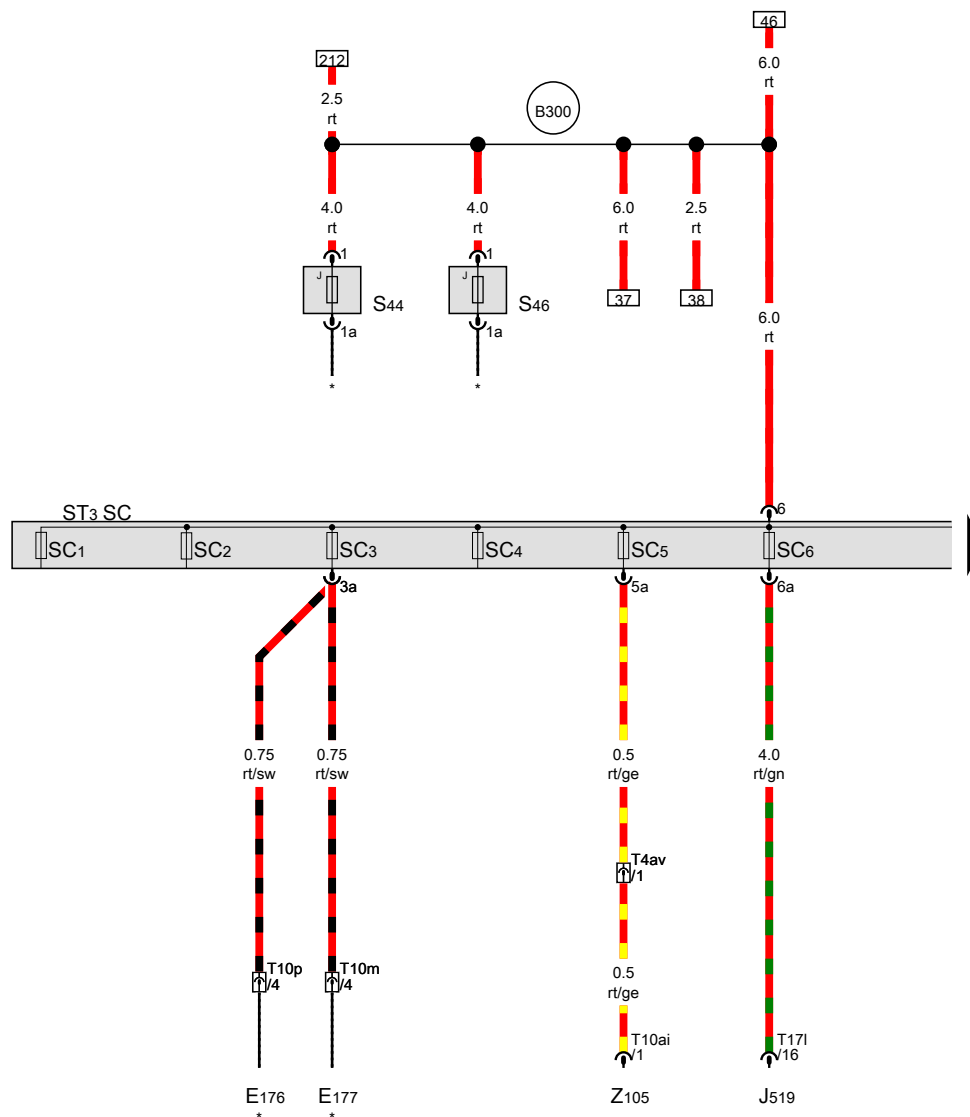 46
212
6.0
rt
2.5
rt
B300
4.0
rt
4.0
rt
6.0
rt
2.5
rt
1
1
J
J
S44
S46
37
38
1a
1a
6.0
rt
*
*
6
ST3 SC
SC1
SC2
SC3
SC4
SC5
SC6
3a
5a
6a
0.75
rt/sw
0.75
rt/sw
0.5
rt/ge
4.0
rt/gn
T4av
/1
T10p
/4
T10m
/4
0.5
rt/ge
T10ai
/1
T17l
/16
E176
E177
Z105
J519
*
*